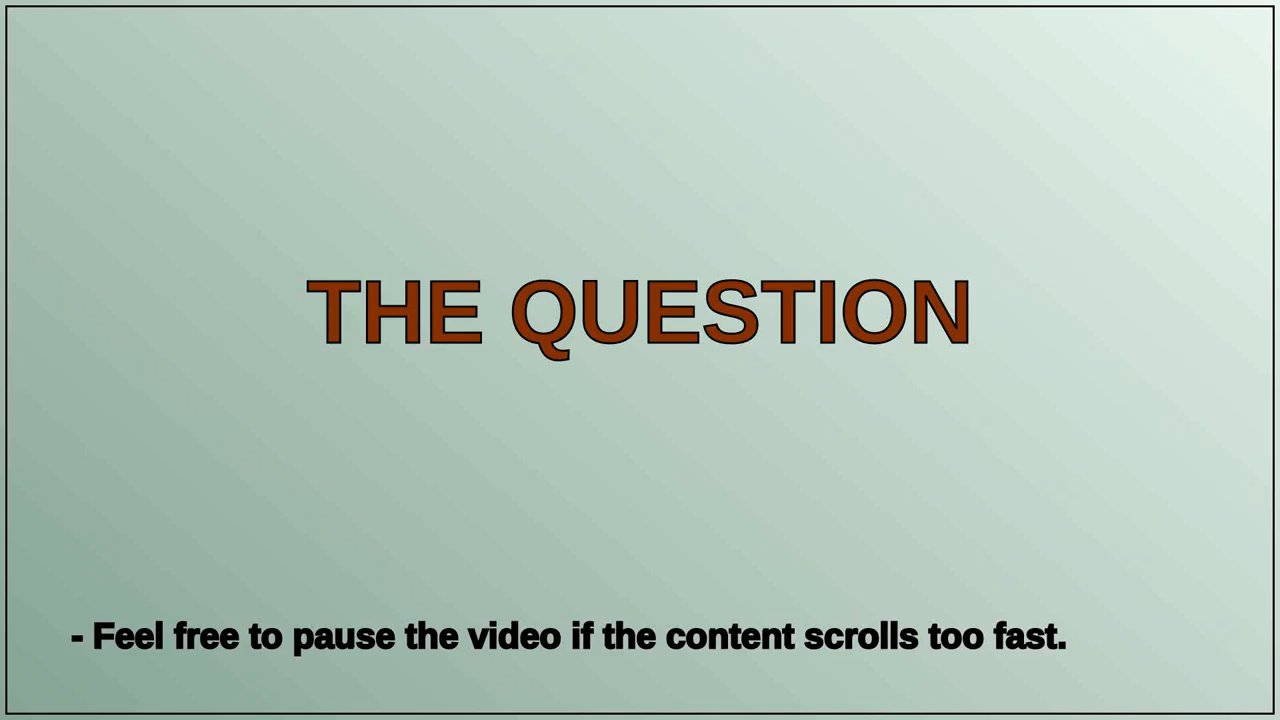 THE QUESTION
- Feel free to pause the video if the content scrolls too fast.